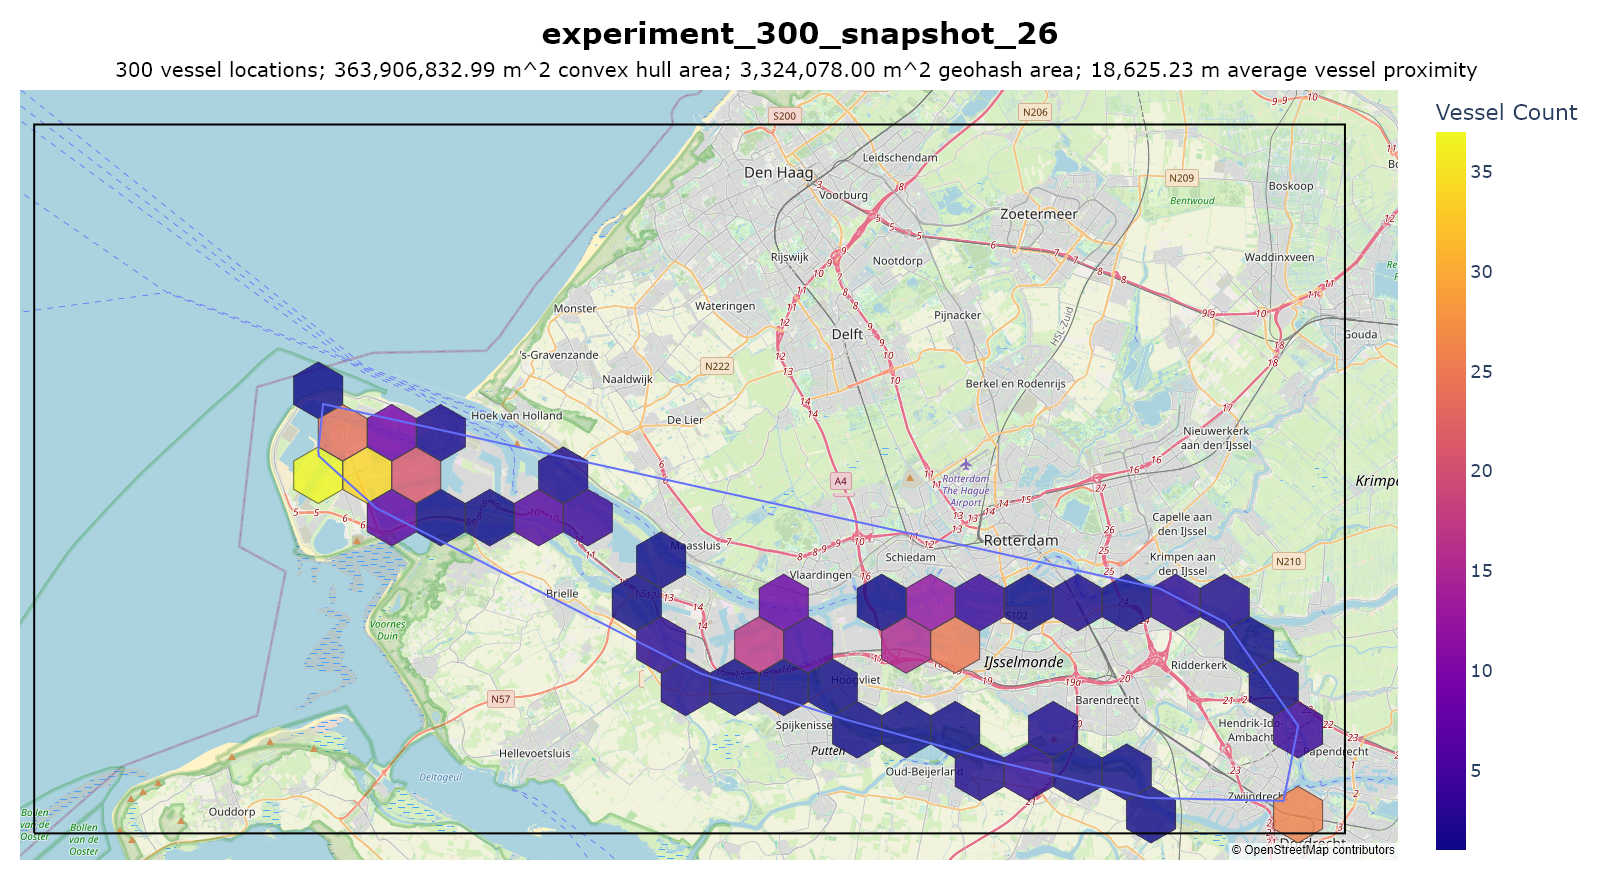 experiment_300_snapshot_26
300 vessel locations; 363,906,832.99 m^2 convex hull area; 3,324,078.00 m^2 geohash area; 18,625.23 m average vessel proximity
Vessel Count
35
30
25
20
15
10
5
S200
N206
Leidschendam
Den Haag
N209
Boskoop
Voorburg
Bentwoud
Zoetermeer
Rijswijk
Nootdorp
Waddinxveen
Monster
Wateringen
Pijnacker
HSL-Zuid
Delft
Gouda
's-Gravenzande
N222
Naaldwijk
Berkel en Rodenrijs
Hoek van Holland
De Lier
Nieuwerkerk
aan den IJssel
A4
Rotterdam
The Hague
Airport
Krimpe
Capelle aan
den IJssel
Maassluis
Schiedam
Rotterdam
Krimpen aan
den IJssel
N210
Vlaardingen
Brielle
S102
Voornes
Duin
IJsselmonde
Ridderkerk
Hoogvliet
N57
Barendrecht
Spijkenisse
Hendrik-Ido-
Ambacht
Putten
Papendrecht
Hellevoetsluis
Oud-Beijerland
Deltageul
Zwijndrecht
Ouddorp
Bollen
van de
Ooster
Bollen
van de
Ooster
Dordrecht
© OpenStreetMap contributors